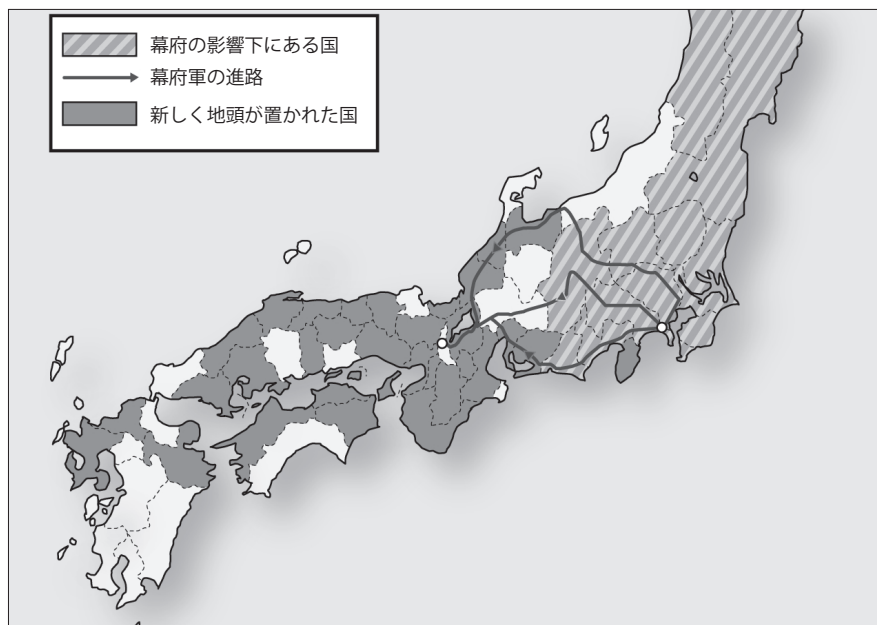 幕府の影響下にある国
幕府軍の進路
新しく地頭が置かれた国